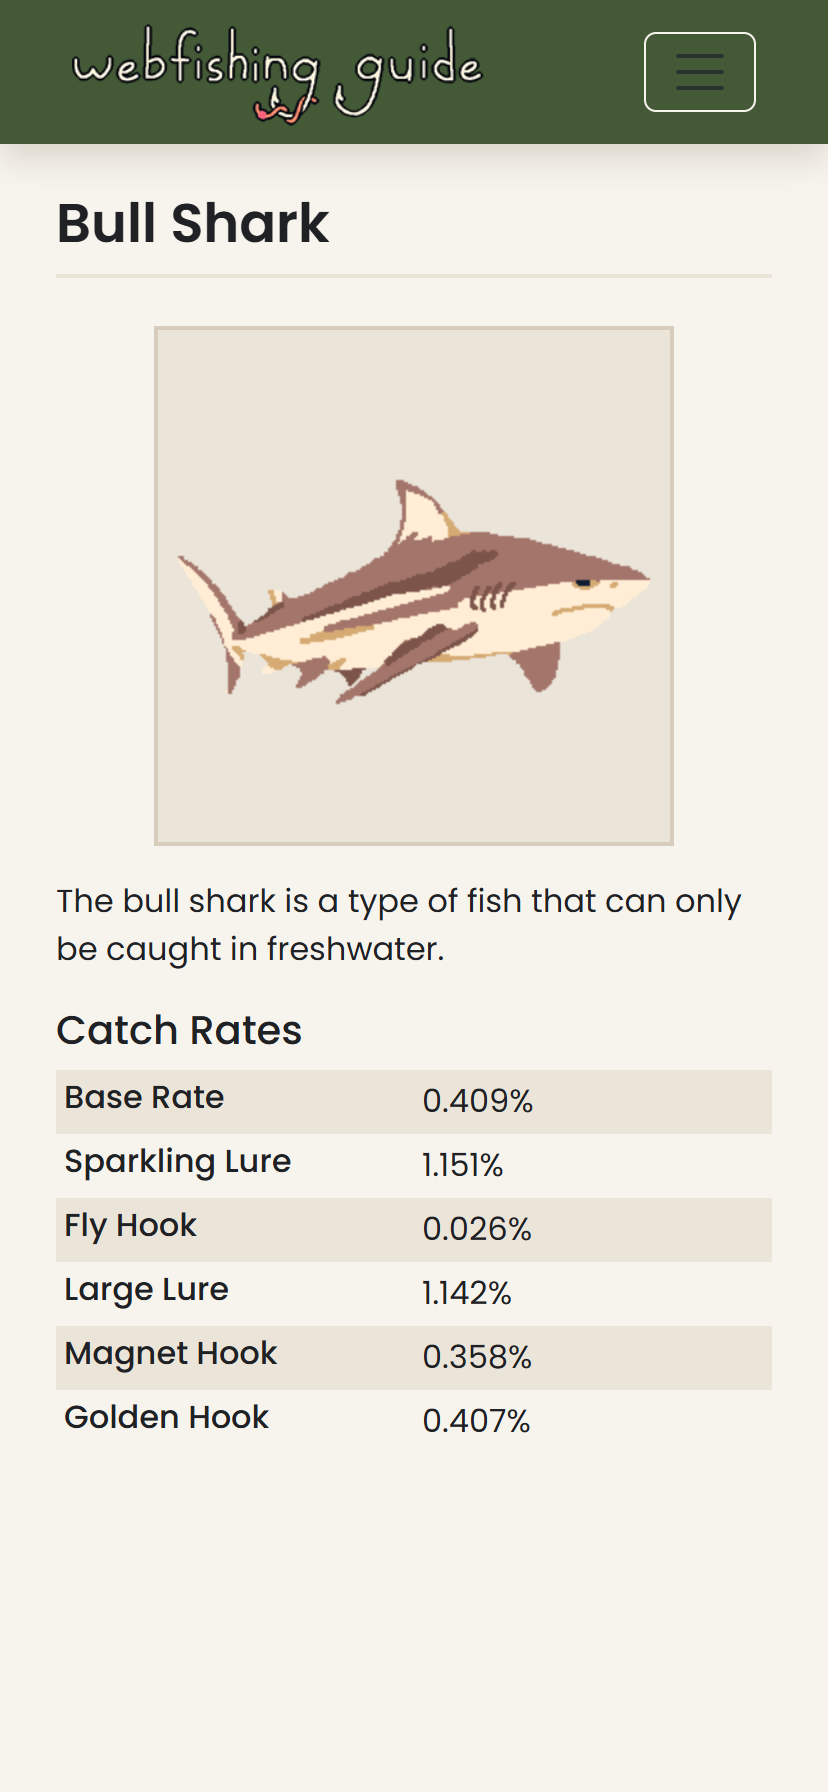 webfishing guide
Bull Shark
The bull shark is a type of fish that can only
be caught in freshwater.
Catch Rates
Base Rate 0.409%
Sparkling Lure 1.151%
Fly Hook 0.026%
Large Lure 1.142%
Magnet Hook 0.358%
Golden Hook 0.407%